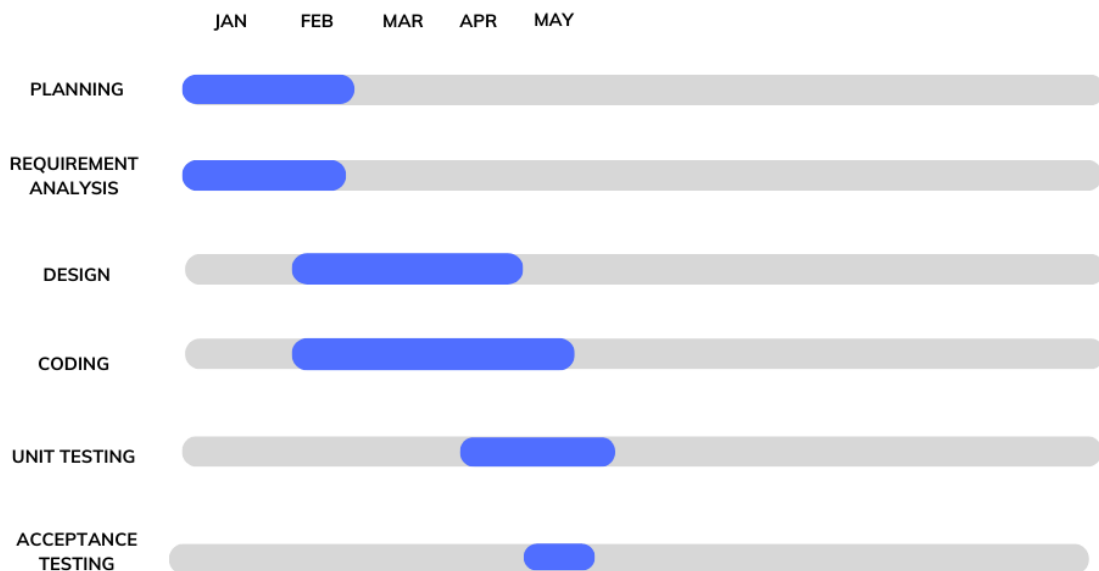 JAN FEB MAR APR MAY
PLANNING
REQUIREMENT
ANALYSIS
DESIGN
CODING
UNIT TESTING
ACCEPTANCE
TESTING